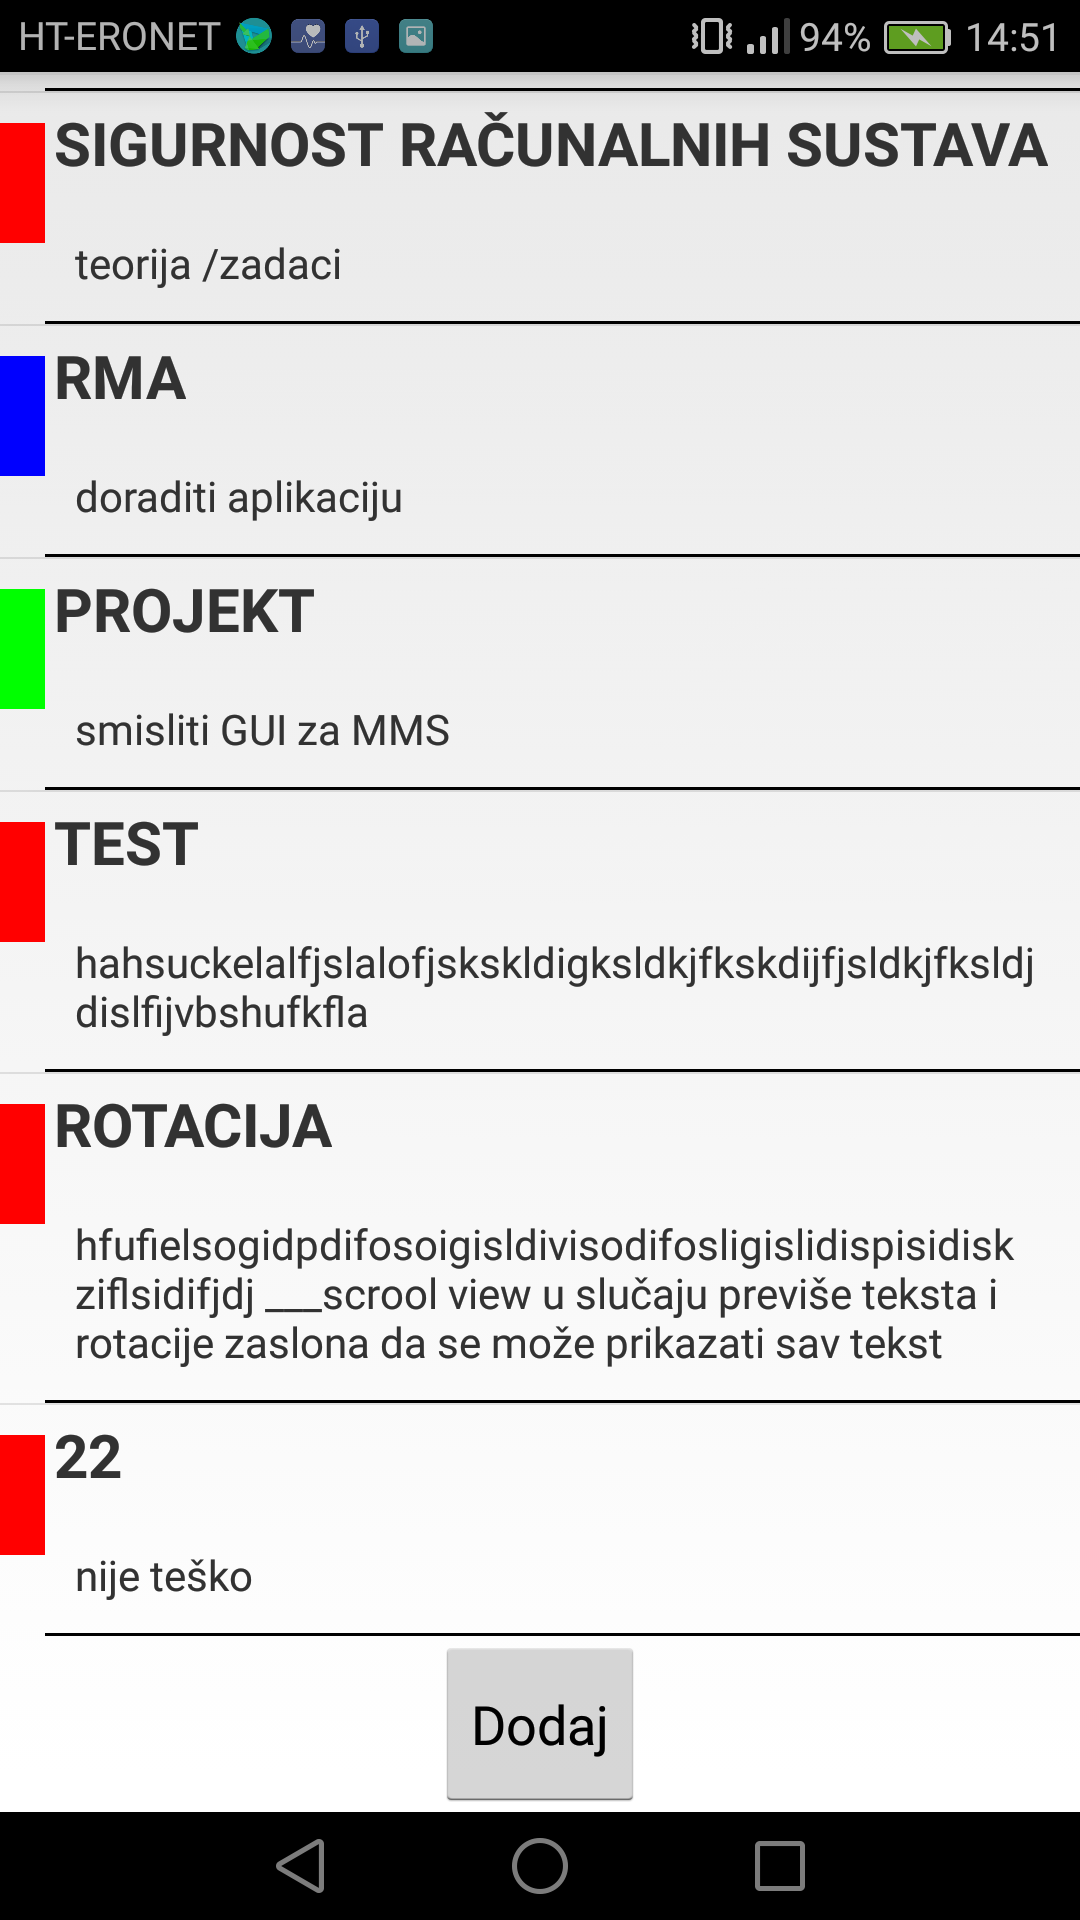 HT-ERONET 94% 14:51
SIGURNOST RAČUNALNIH SUSTAVA
teorija /zadaci
RMA
doraditi aplikaciju
PROJEKT
smisliti GUI za MMS
TEST
hahsuckelalfjslalofjskskldigksldkjfkskdijfjsldkjfksldj
dislfijvbshufkfla
ROTACIJA
hfufielsogidpdifosoigisldivisodifosligislidispisidisk
ziflsidifjdj ___scrool view u slučaju previše teksta i
rotacije zaslona da se može prikazati sav tekst
22
nije teško
Dodaj